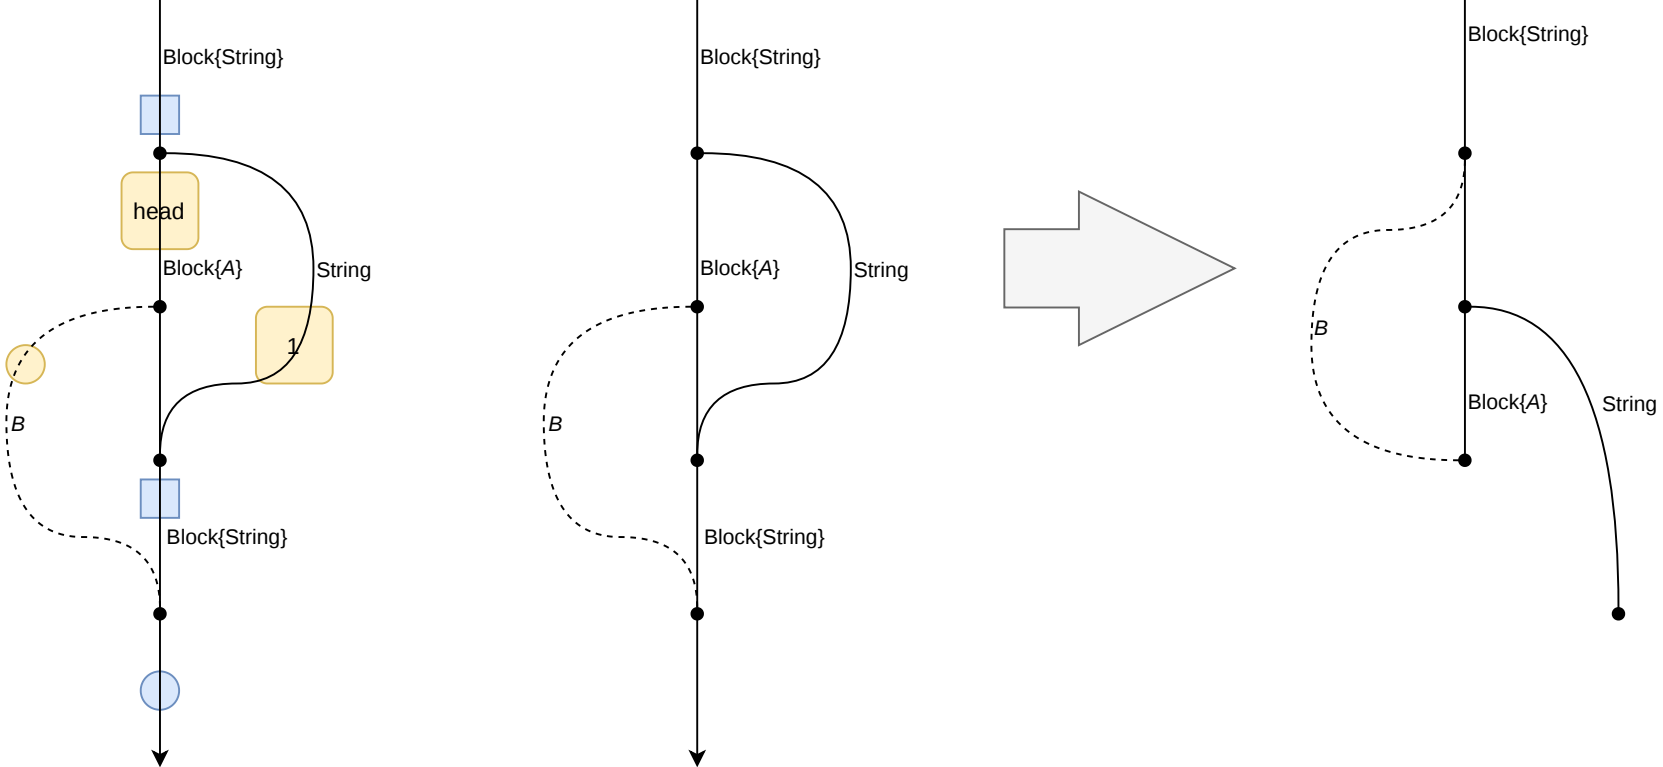 Block{String}
head
Block{A}
String
1
B
Block{String}
Block{String}
Block{A}
String
B
Block{String}
Block{String}
B
Block{A}
String